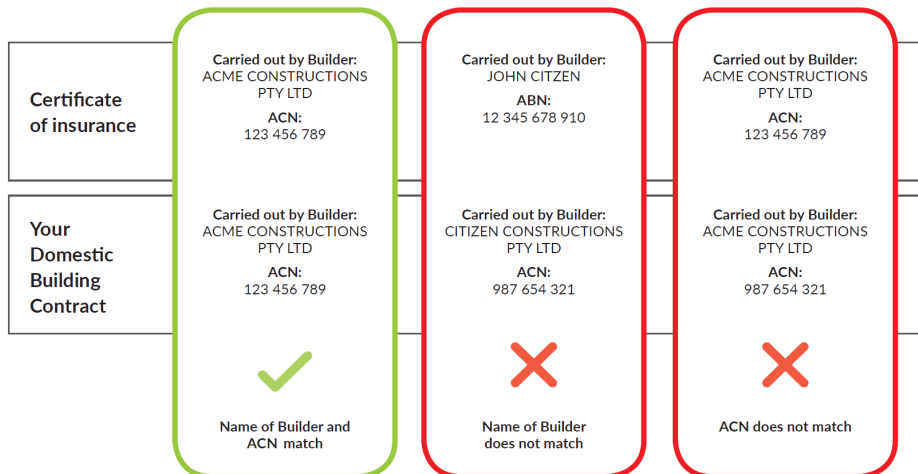 Certificate
of insurance
Carried out by Builder:
ACME CONSTRUCTIONS
PTY LTD
ACN:
123 456 789
Carried out by Builder:
JOHN CITZEN
ABN:
12 345 678 910
Carried out by Builder:
ACME CONSTRUCTIONS
PTY LTD
ACN:
123 456 789
Your
Domestic
Building
Contract
Carried out by Builder:
ACME CONSTRUCTIONS
PTY LTD
ACN:
123 456 789
Carried out by Builder:
CITIZEN CONSTRUCTIONS
PTY LTD
ACN:
987 654 321
Carried out by Builder:
ACME CONSTRUCTIONS
PTY LTD
ACN:
987 654 321
Name of Builder and
ACN match
Name of Builder
does not match
ACN does not match